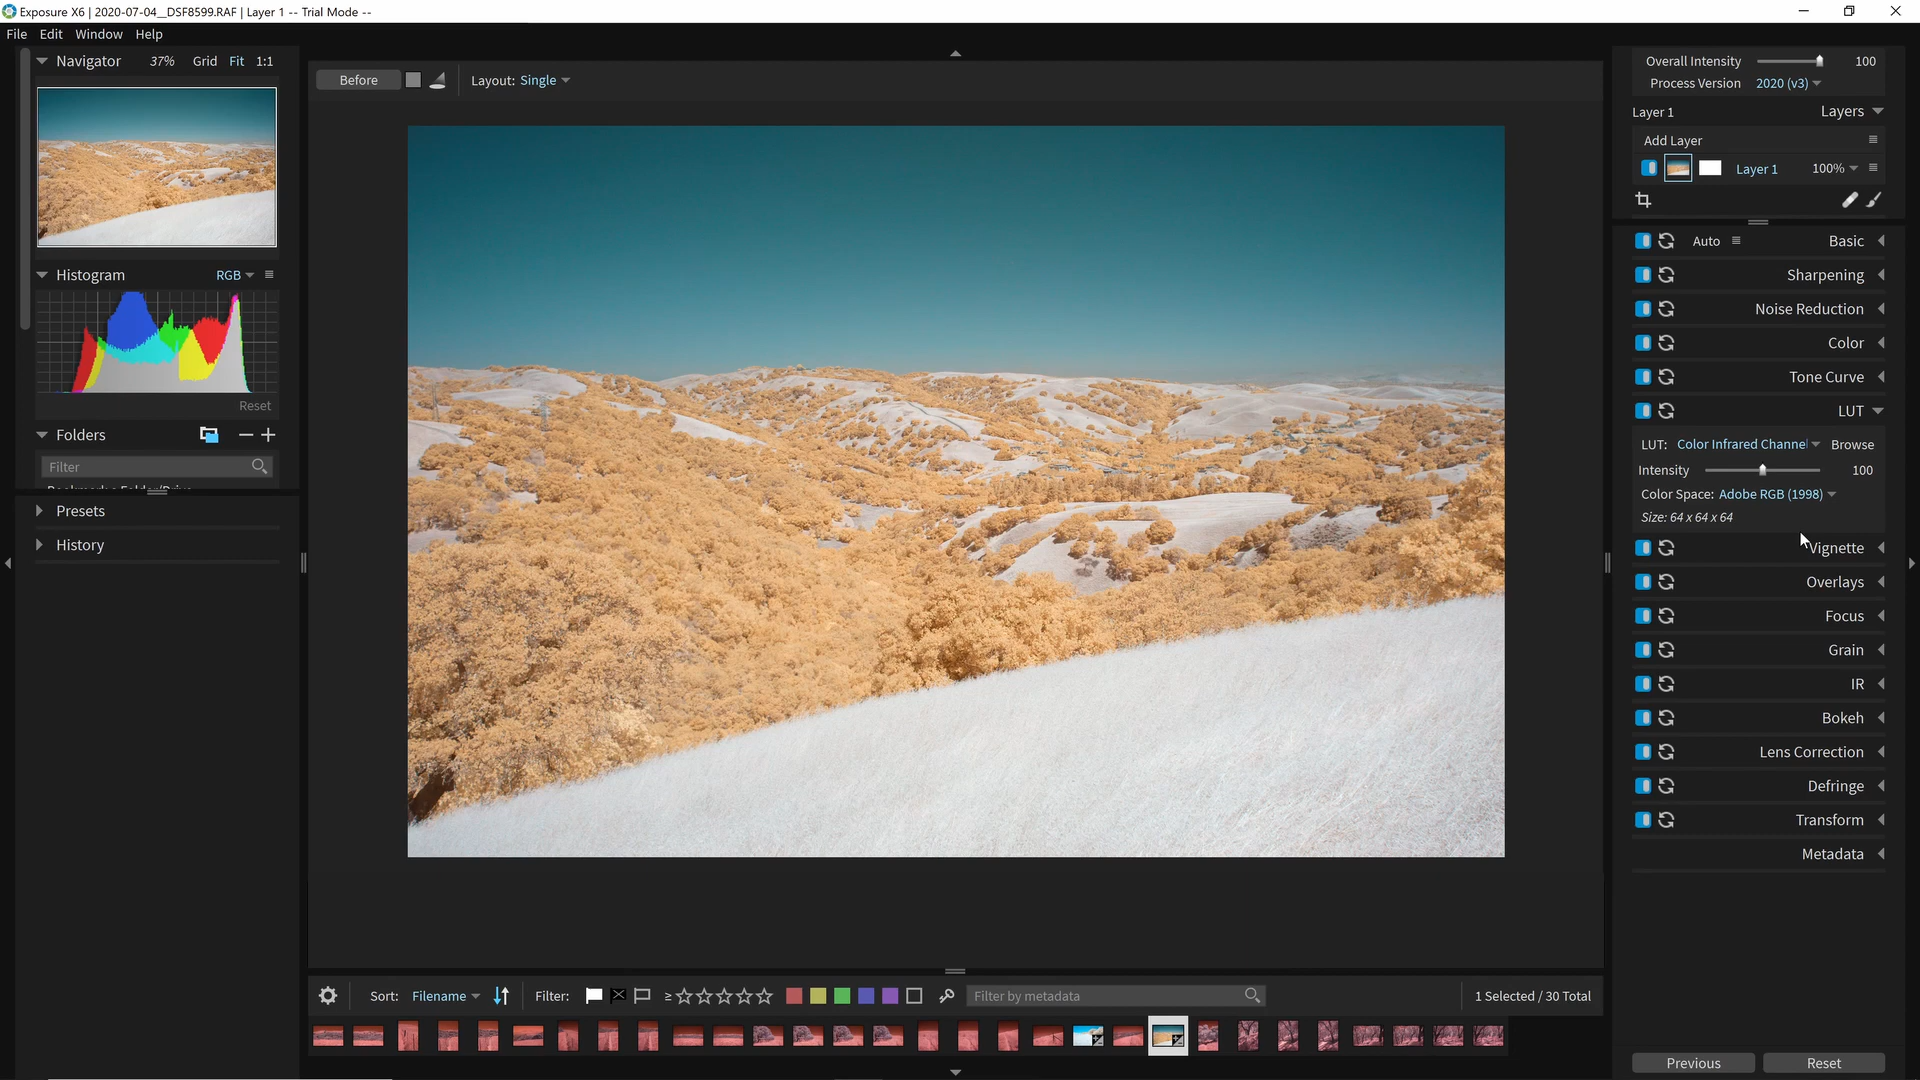 Exposure X6 | 2020-07-04__DSF8599.RAF | Layer 1 -- Trial Mode --
File Edit Window Help
Navigator 37% Grid Fit 1:1
Histogram RGB
Reset
Folders
Filter
Presets
History
Before Layout: Single
Overall Intensity 100
Process Version 2020 (v3)
Layer 1 Layers
Add Layer
Layer 1 100%
Auto Basic
Sharpening
Noise Reduction
Color
Tone Curve
LUT
LUT: Color Infrared Channel Browse
Intensity 100
Color Space: Adobe RGB (1998)
Size: 64 x 64 x 64
Vignette
Overlays
Focus
Grain
IR
Bokeh
Lens Correction
Defringe
Transform
Metadata
Sort: Filename Filter: ≥ Filter by metadata 1 Selected / 30 Total
Previous Reset